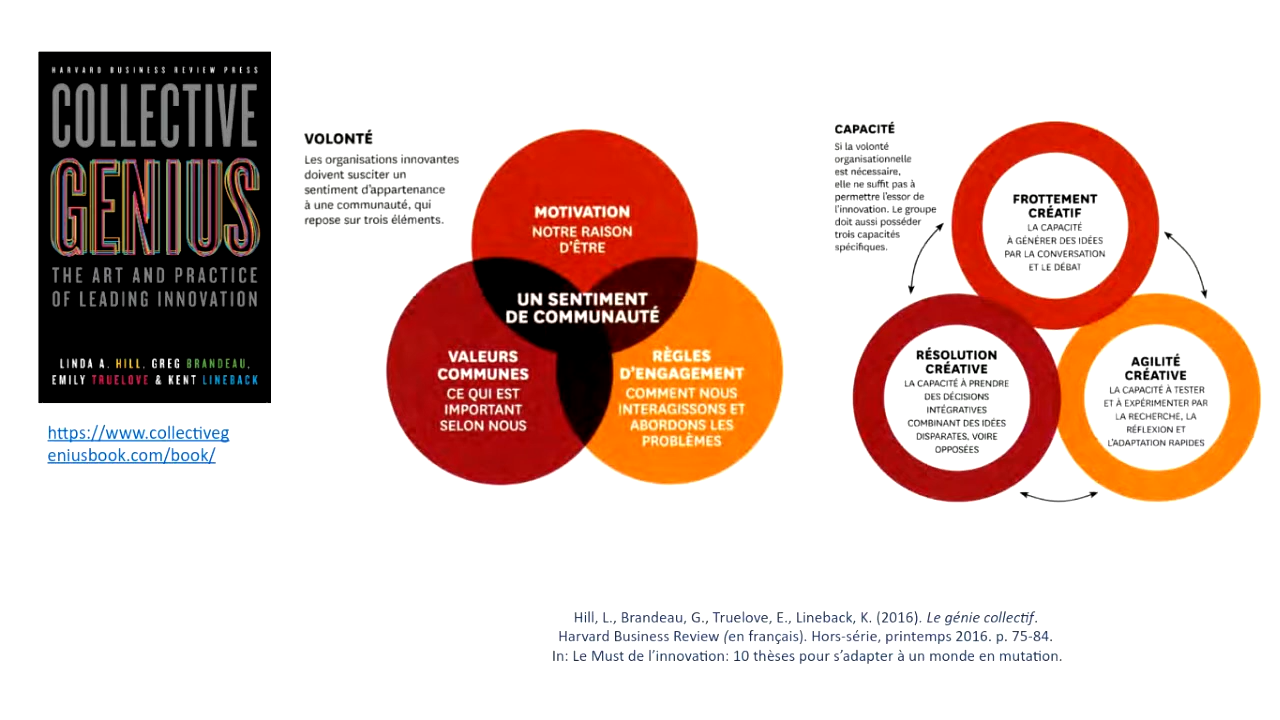 HARVARD BUSINESS REVIEW PRESS
COLLECTIVE
GENIUS
THE ART AND PRACTICE
OF LEADING INNOVATION
LINDA A. HILL, GREG BRANDEAU,
EMILY TRUELOVE & KENT LINEBACK
https://www.collectiveg
eniusbook.com/book/
VOLONTÉ
Les organisations innovantes
doivent susciter un
sentiment d'appartenance
à une communauté, qui
repose sur trois éléments.
MOTIVATION
NOTRE RAISON
D'ÊTRE
UN SENTIMENT
DE COMMUNAUTÉ
VALEURS
COMMUNES
CE QUI EST
IMPORTANT
SELON NOUS
RÈGLES
D'ENGAGEMENT
COMMENT NOUS
INTERAGISSONS ET
ABORDONS LES
PROBLÈMES
CAPACITÉ
Si la volonté
organisationnelle
est nécessaire,
elle ne suffit pas à
permettre l'essor de
l'innovation. Le groupe
doit aussi posséder
trois capacités
spécifiques.
FROTTEMENT
CRÉATIF
LA CAPACITÉ
À GÉNÉRER DES IDÉES
PAR LA CONVERSATION
ET LE DÉBAT
RÉSOLUTION
CRÉATIVE
LA CAPACITÉ À PRENDRE
DES DÉCISIONS
INTÉGRATIVES
COMBINANT DES IDÉES
DISPARATES, VOIRE
OPPOSÉES
AGILITÉ
CRÉATIVE
LA CAPACITÉ À TESTER
ET À EXPÉRIMENTER PAR
LA RECHERCHE, LA
RÉFLEXION ET
L'ADAPTATION RAPIDES
Hill, L., Brandeau, G., Truelove, E., Lineback, K. (2016). Le génie collectif.
Harvard Business Review (en français). Hors-série, printemps 2016. p. 75-84.
In: Le Must de l'innovation: 10 thèses pour s'adapter à un monde en mutation.